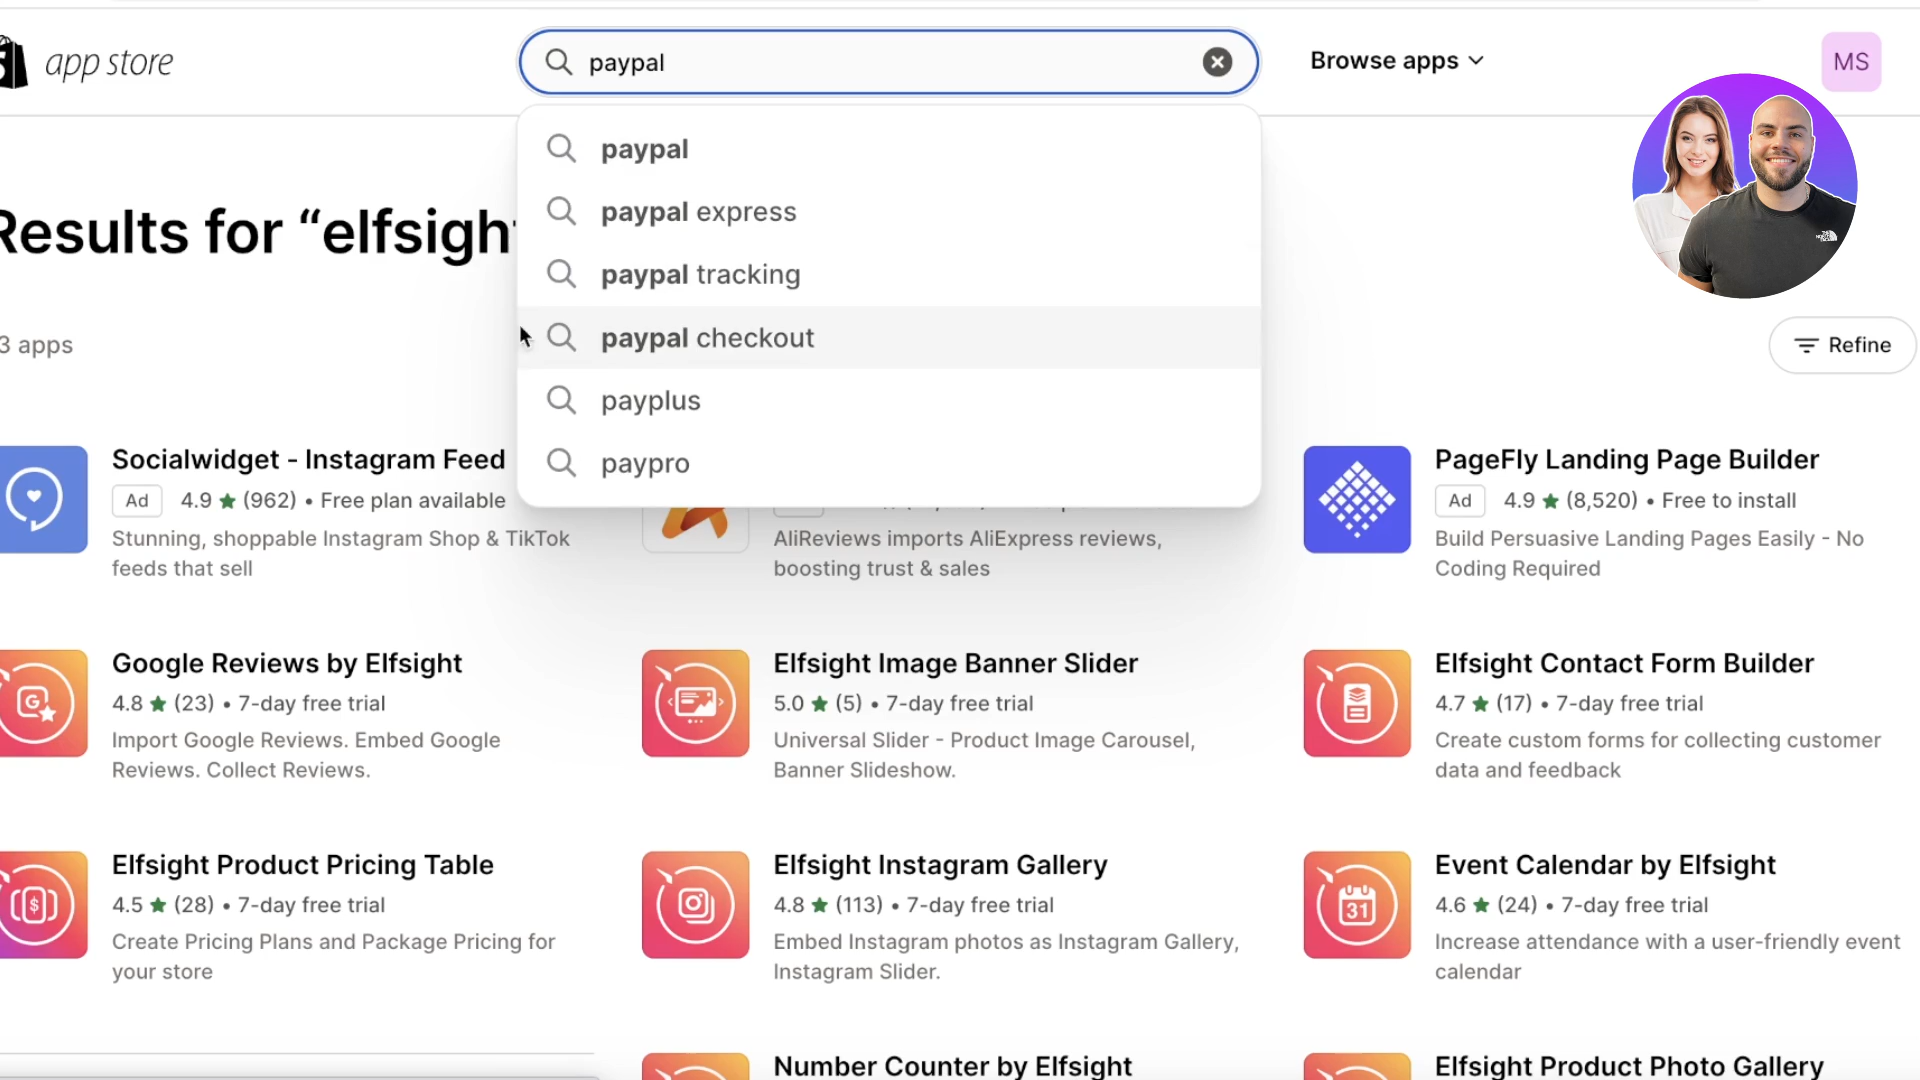 app store
paypal
Browse apps
MS
paypal
paypal express
paypal tracking
paypal checkout
payplus
paypro
Results for “elfsight
3 apps
Refine
Socialwidget - Instagram Feed
Ad 4.9 ★ (962) • Free plan available
Stunning, shoppable Instagram Shop & TikTok
feeds that sell
AliReviews imports AliExpress reviews,
boosting trust & sales
PageFly Landing Page Builder
Ad 4.9 ★ (8,520) • Free to install
Build Persuasive Landing Pages Easily - No
Coding Required
Google Reviews by Elfsight
4.8 ★ (23) • 7-day free trial
Import Google Reviews. Embed Google
Reviews. Collect Reviews.
Elfsight Image Banner Slider
5.0 ★ (5) • 7-day free trial
Universal Slider - Product Image Carousel,
Banner Slideshow.
Elfsight Contact Form Builder
4.7 ★ (17) • 7-day free trial
Create custom forms for collecting customer
data and feedback
Elfsight Product Pricing Table
4.5 ★ (28) • 7-day free trial
Create Pricing Plans and Package Pricing for
your store
Elfsight Instagram Gallery
4.8 ★ (113) • 7-day free trial
Embed Instagram photos as Instagram Gallery,
Instagram Slider.
31
Event Calendar by Elfsight
4.6 ★ (24) • 7-day free trial
Increase attendance with a user-friendly event
calendar
Number Counter by Elfsight
Elfsight Product Photo Gallery